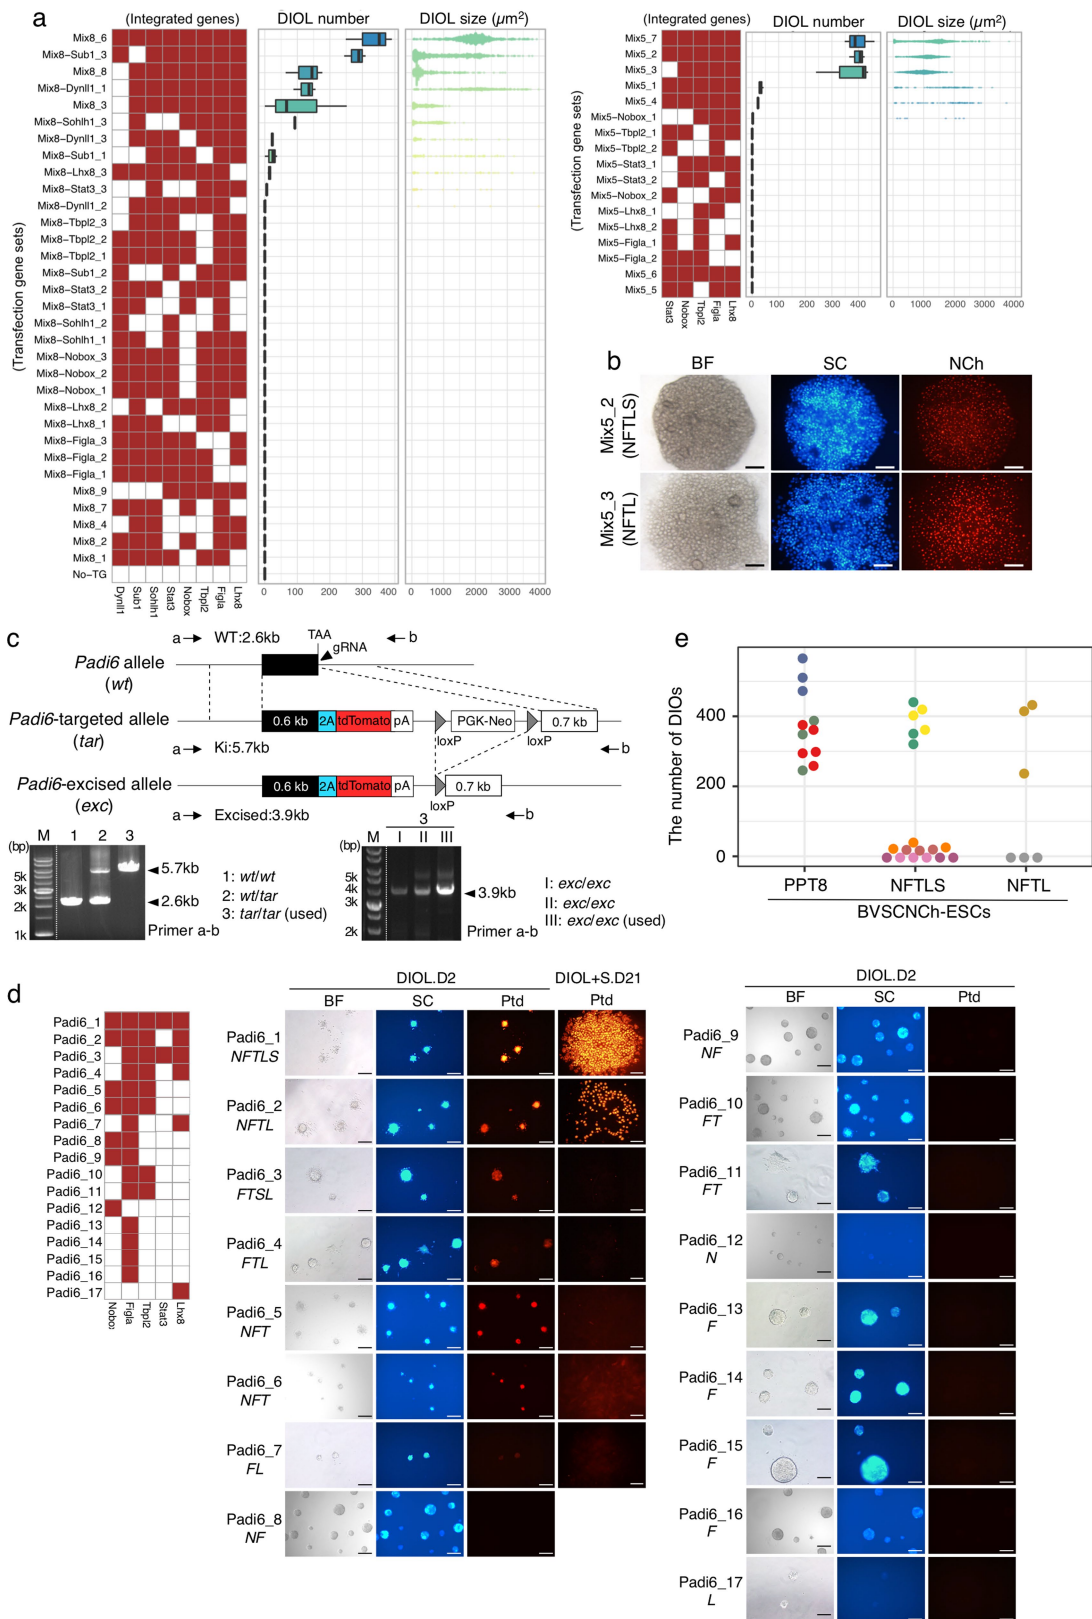 a
(Integrated genes)
DIOL number
DIOL size (µm2)
(Transfection gene sets)
Mix8_6
Mix8−Sub1_3
Mix8_8
Mix8−Dynll1_1
Mix8_3
Mix8−Sohlh1_3
Mix8−Dynll1_3
Mix8−Sub1_1
Mix8−Lhx8_3
Mix8−Stat3_3
Mix8−Dynll1_2
Mix8−Tbpl2_3
Mix8−Tbpl2_2
Mix8−Tbpl2_1
Mix8−Sub1_2
Mix8−Stat3_2
Mix8−Stat3_1
Mix8−Sohlh1_2
Mix8−Sohlh1_1
Mix8−Nobox_3
Mix8−Nobox_2
Mix8−Nobox_1
Mix8−Lhx8_2
Mix8−Lhx8_1
Mix8−Figla_3
Mix8−Figla_2
Mix8−Figla_1
Mix8_9
Mix8_7
Mix8_4
Mix8_2
Mix8_1
No−TG
Dynll1
Sub1
Sohlh1
Stat3
Nobox
Tbpl2
Figla
Lhx8
0 100 200 300 400
0 1000 2000 3000 4000
(Integrated genes)
DIOL number
DIOL size (µm2)
(Transfection gene sets)
Mix5_7
Mix5_2
Mix5_3
Mix5_1
Mix5_4
Mix5−Nobox_1
Mix5−Tbpl2_1
Mix5−Tbpl2_2
Mix5−Stat3_1
Mix5−Stat3_2
Mix5−Nobox_2
Mix5−Lhx8_1
Mix5−Lhx8_2
Mix5−Figla_1
Mix5−Figla_2
Mix5_6
Mix5_5
Stat3
Nobox
Tbpl2
Figla
Lhx8
0 100 200 300 400
0 1000 2000 3000 4000
b
BF SC NCh
Mix5_2
(NFTLS)
Mix5_3
(NFTL)
c
a WT:2.6kb TAA b
gRNA
Padi6 allele
(wt)
Padi6-targeted allele
(tar)
0.6 kb 2A tdTomato pA PGK-Neo 0.7 kb
loxP loxP
a Ki:5.7kb b
Padi6-excised allele
(exc)
0.6 kb 2A tdTomato pA 0.7 kb
loxP
a Excised:3.9kb b
M 1 2 3
(bp)
5k
3k
2k
1k
5.7kb
2.6kb
1: wt/wt
2: wt/tar
3: tar/tar (used)
Primer a-b
3
M I II III
(bp)
5k
4k
3k
2k
3.9kb
I: exc/exc
II: exc/exc
III: exc/exc (used)
Primer a-b
e
The number of DIOs
400
200
0
PPT8 NFTLS NFTL
BVSCNCh-ESCs
d
Padi6_1
Padi6_2
Padi6_3
Padi6_4
Padi6_5
Padi6_6
Padi6_7
Padi6_8
Padi6_9
Padi6_10
Padi6_11
Padi6_12
Padi6_13
Padi6_14
Padi6_15
Padi6_16
Padi6_17
Nobox
Figla
Tbpl2
Stat3
Lhx8
DIOL.D2 DIOL+S.D21
BF SC Ptd Ptd
Padi6_1
NFTLS
Padi6_2
NFTL
Padi6_3
FTSL
Padi6_4
FTL
Padi6_5
NFT
Padi6_6
NFT
Padi6_7
FL
Padi6_8
NF
DIOL.D2
BF SC Ptd
Padi6_9
NF
Padi6_10
FT
Padi6_11
FT
Padi6_12
N
Padi6_13
F
Padi6_14
F
Padi6_15
F
Padi6_16
F
Padi6_17
L